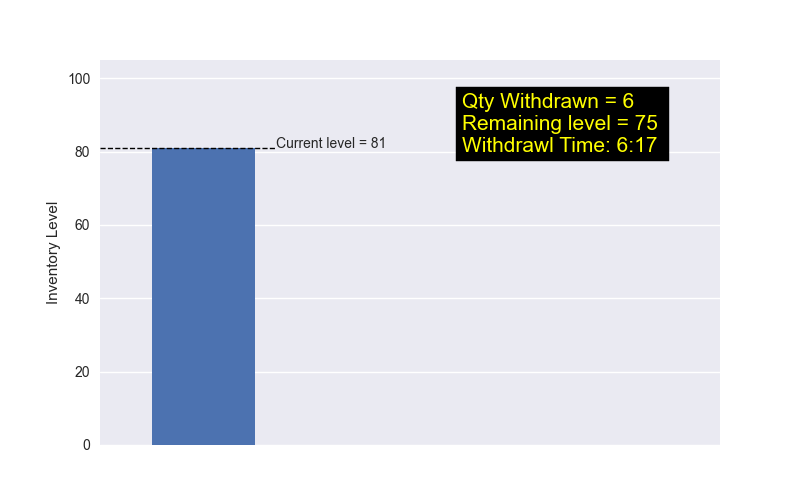 100
80
60
40
20
0
Inventory Level
Current level = 81
Qty Withdrawn = 6
Remaining level = 75
Withdrawl Time: 6:17